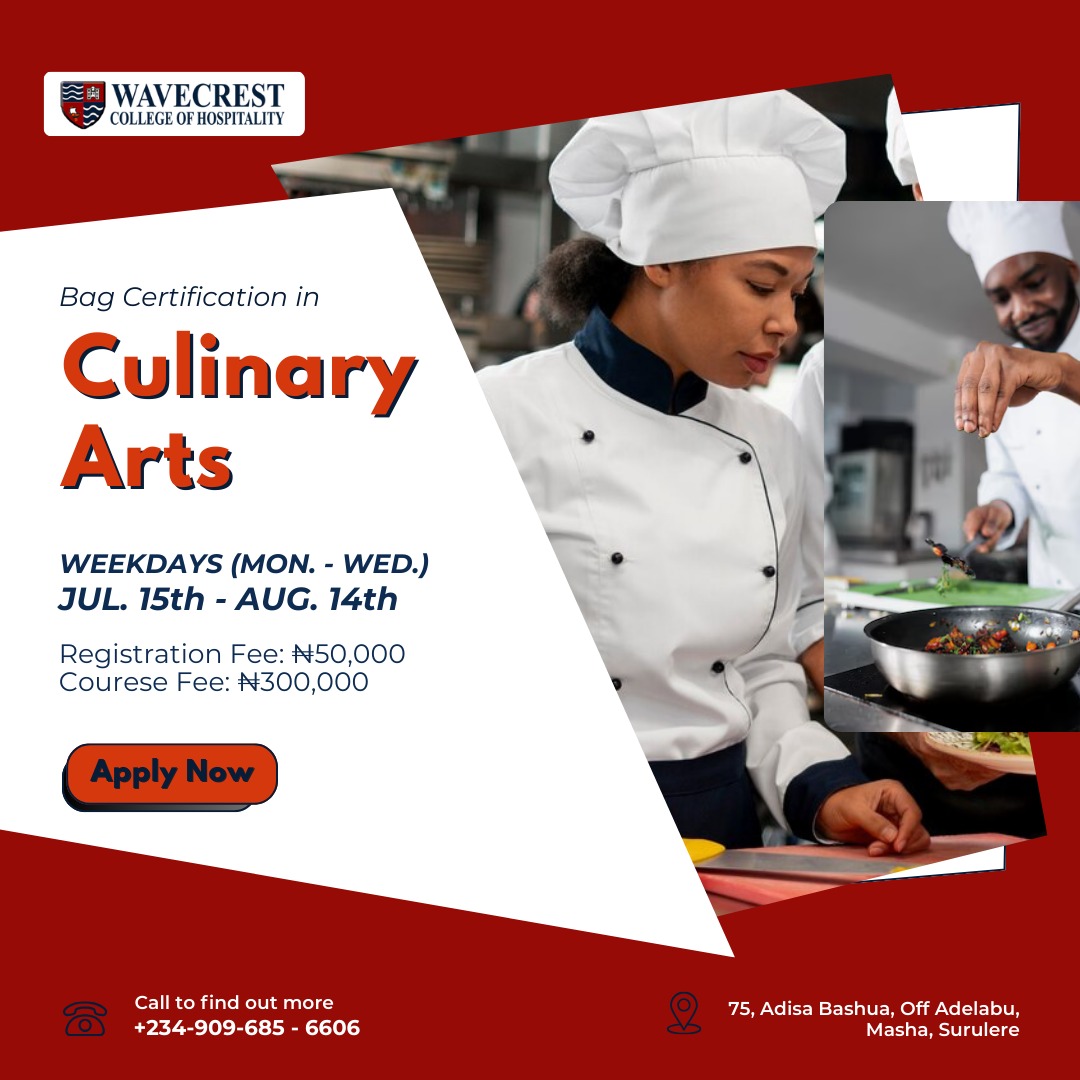 WAVECREST
COLLEGE OF HOSPITALITY
Bag Certification in
Culinary
Arts
WEEKDAYS (MON. - WED.)
JUL. 15th - AUG. 14th
Registration Fee: ₦50,000
Courese Fee: ₦300,000
Apply Now
Call to find out more
+234-909-685 - 6606
75, Adisa Bashua, Off Adelabu,
Masha, Surulere